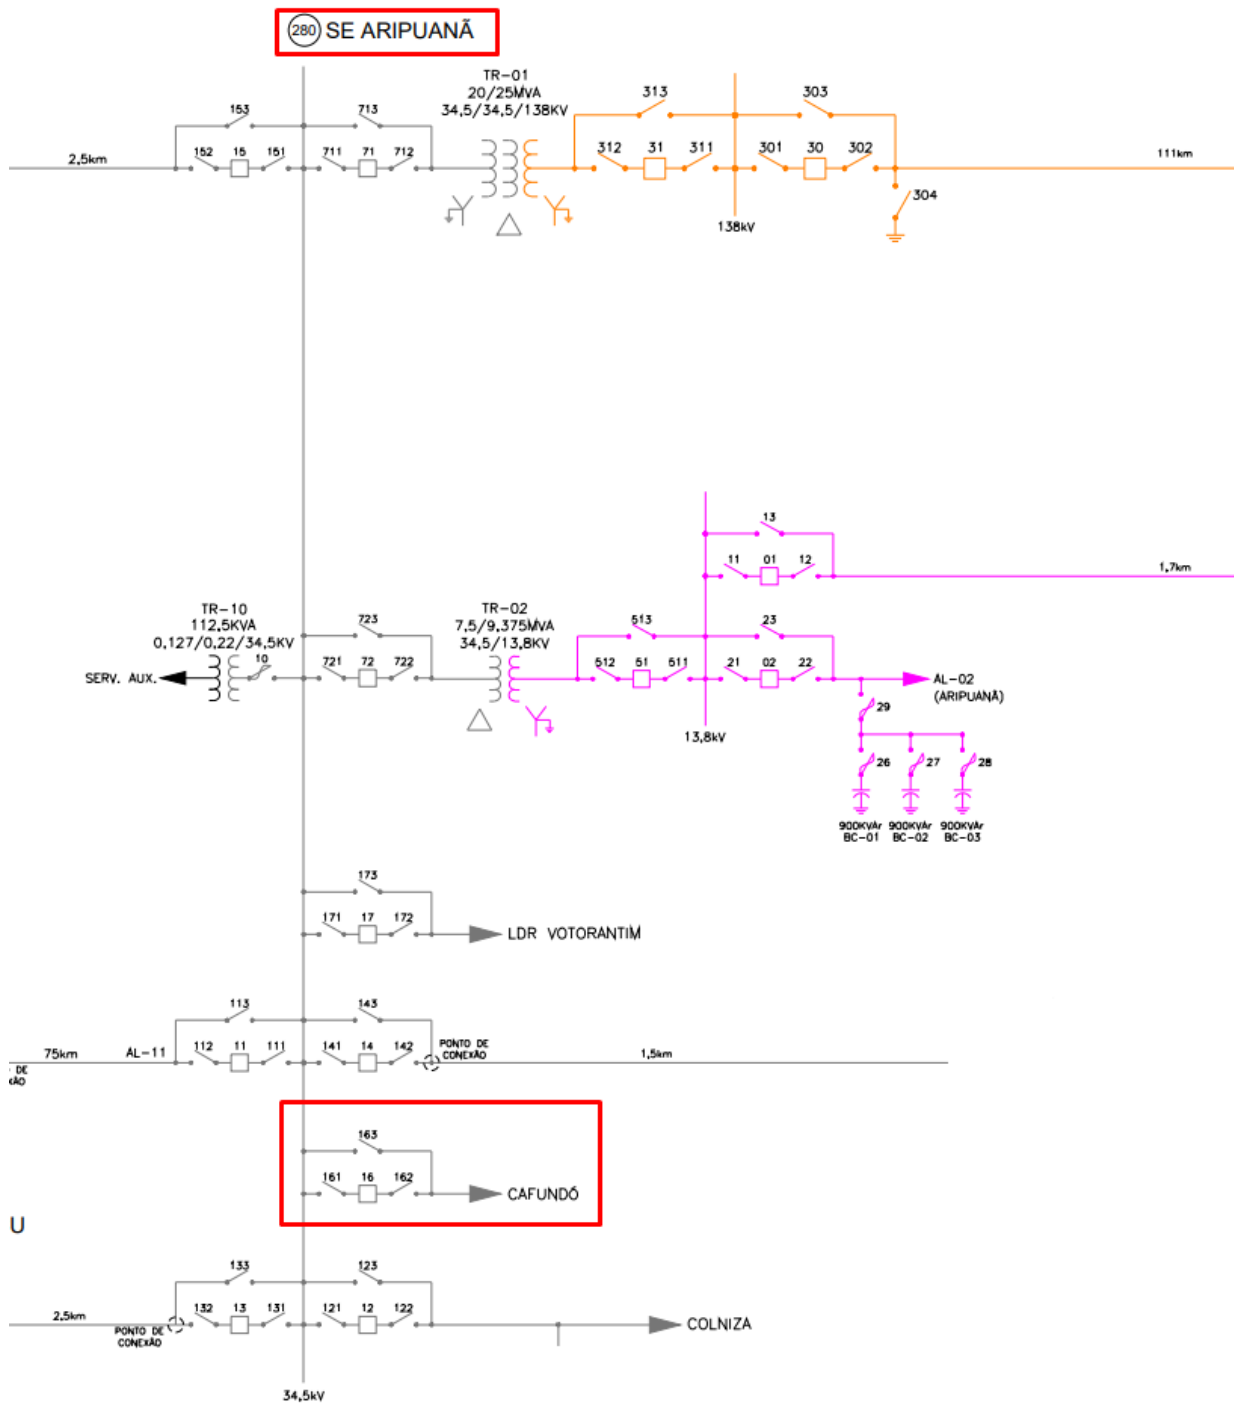 280 SE ARIPUANÃ
TR-01
20/25MVA
34,5/34,5/138KV
153
713
313
303
2,5km
152
15
151
711
71
712
312
31
311
301
30
302
111km
304
138kV
13
11
01
12
1,7km
TR-10
112,5KVA
0,127/0,22/34,5KV
10
723
TR-02
7,5/9,375MVA
34,5/13,8KV
513
23
SERV. AUX.
721
72
722
512
51
511
21
02
22
AL-02
(ARIPUANÃ)
29
13,8kV
26
27
28
900KVAr
BC-01
900KVAr
BC-02
900KVAr
BC-03
173
171
17
172
LDR VOTORANTIM
113
143
75km
AL-11
112
11
111
141
14
142
PONTO DE
CONEXÃO
1,5km
DE
163
161
16
162
CAFUNDÓ
U
133
123
2,5km
132
13
131
121
12
122
COLNIZA
PONTO DE
CONEXÃO
34,5kV